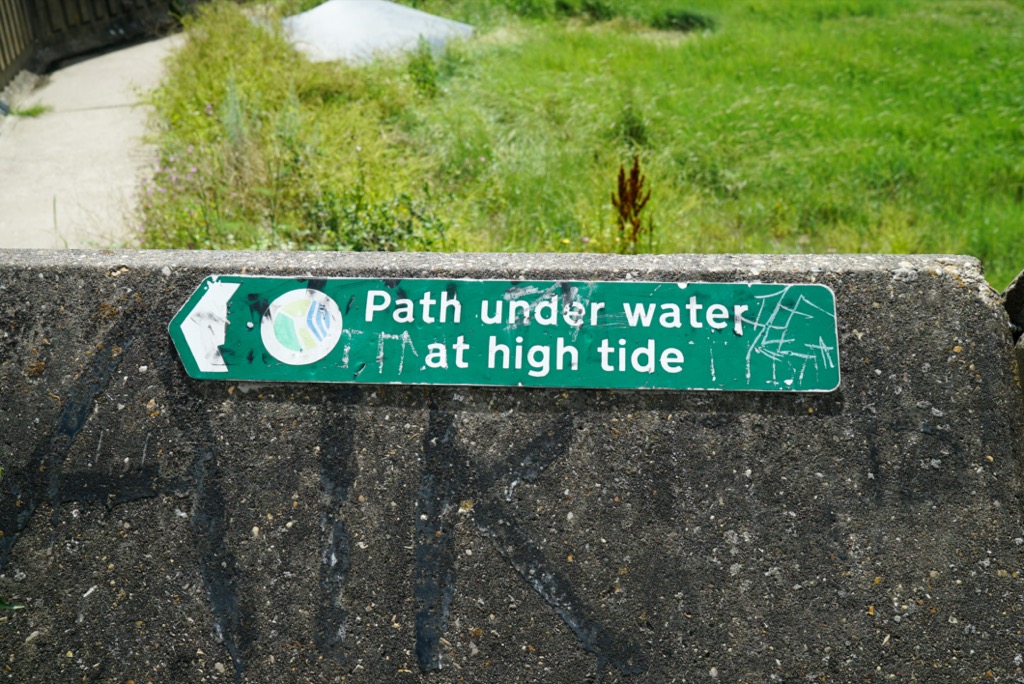 Path under water
at high tide